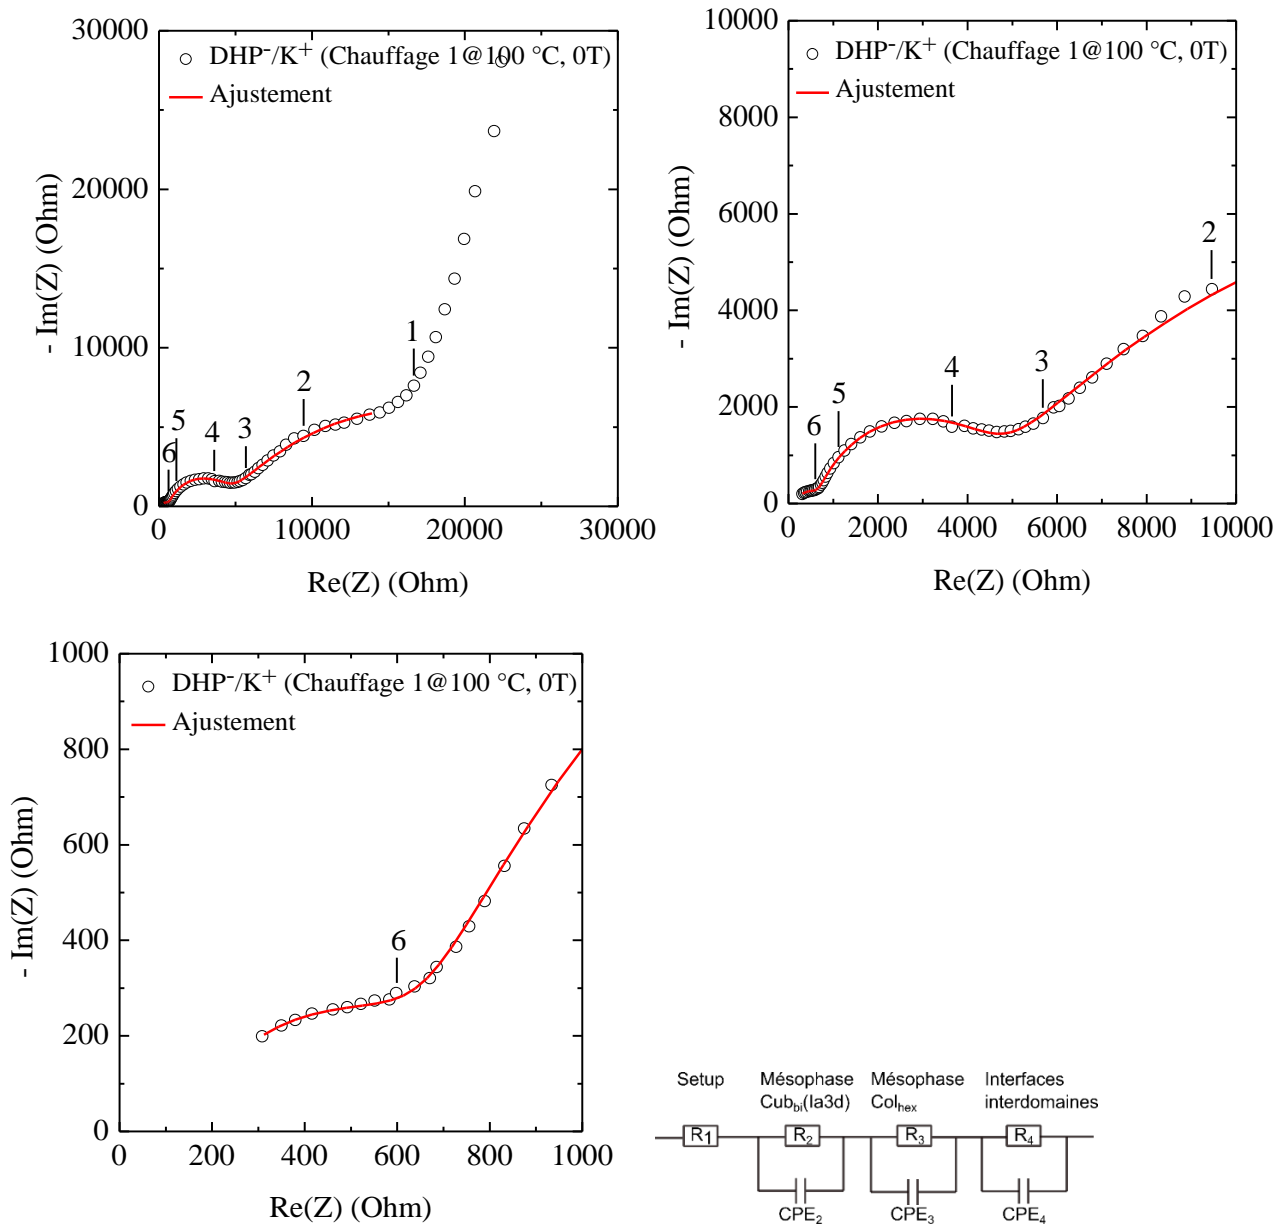 30000
20000
10000
0
- Im(Z) (Ohm)
DHP⁻/K⁺ (Chauffage 1@100 °C, 0T)
Ajustement
1
2
3
4
5
6
0 10000 20000 30000
Re(Z) (Ohm)
10000
8000
6000
4000
2000
0
- Im(Z) (Ohm)
DHP⁻/K⁺ (Chauffage 1@100 °C, 0T)
Ajustement
2
3
4
5
6
0 2000 4000 6000 8000 10000
Re(Z) (Ohm)
1000
800
600
400
200
0
- Im(Z) (Ohm)
DHP⁻/K⁺ (Chauffage 1@100 °C, 0T)
Ajustement
6
0 200 400 600 800 1000
Re(Z) (Ohm)
Setup
Mésophase
Cub_bi(Ia3d)
Mésophase
Col_hex
Interfaces
interdomaines
R1 R₂ R₃ R₄
CPE₂ CPE₃ CPE₄